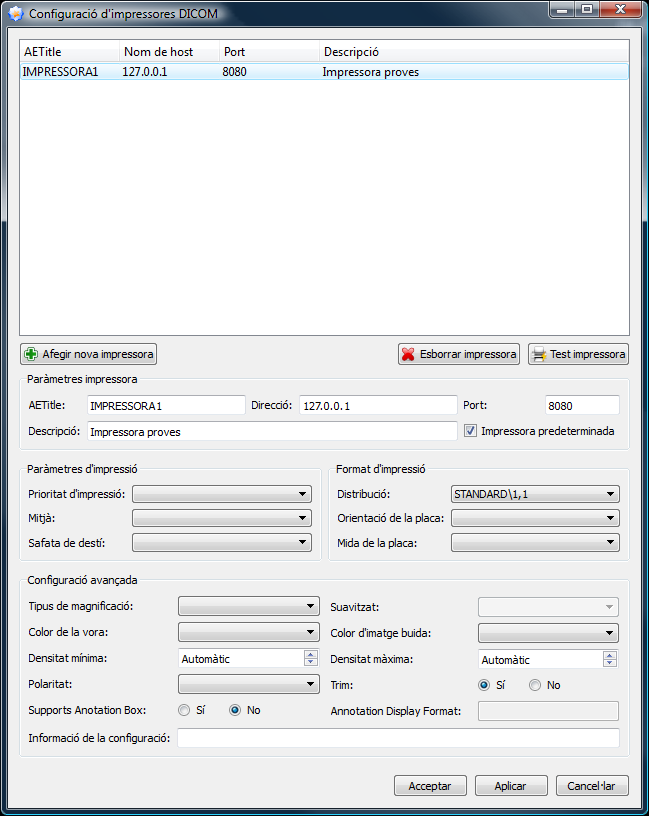 Configuració d'impressores DICOM
AETitle Nom de host Port Descripció
IMPRESSORA1 127.0.0.1 8080 Impressora proves
Afegir nova impressora Esborrar impressora Test impressora
Paràmetres impressora
AETitle: IMPRESSORA1 Direcció: 127.0.0.1 Port: 8080
Descripció: Impressora proves Impressora predeterminada
Paràmetres d'impressió Format d'impressió
Prioritat d'impressió: Distribució: STANDARD\1,1
Mitjà: Orientació de la placa:
Safata de destí: Mida de la placa:
Configuració avançada
Tipus de magnificació: Suavitzat:
Color de la vora: Color d'imatge buida:
Densitat mínima: Automàtic Densitat màxima: Automàtic
Polaritat: Trim: Sí No
Supports Anotation Box: Sí No Annotation Display Format:
Informació de la configuració:
Acceptar Aplicar Cancel·lar